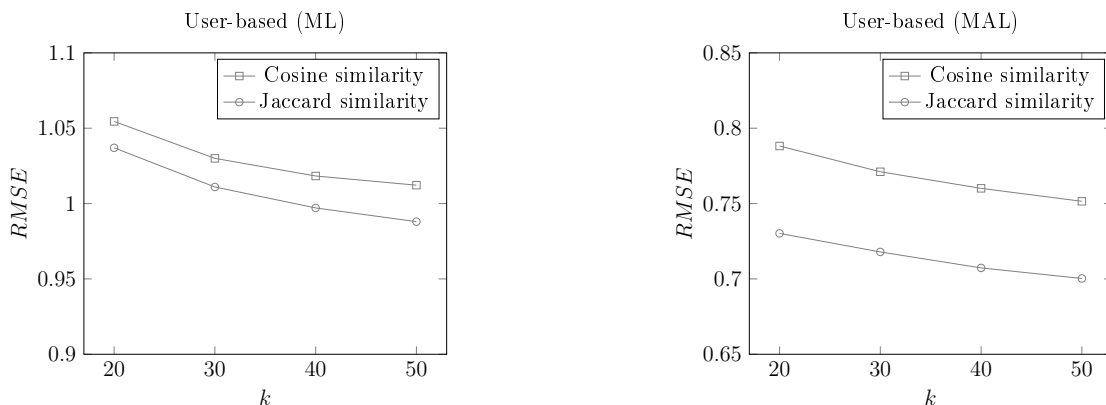 User-based (ML)
1.1
1.05
1
0.95
0.9
RMSE
20 30 40 50
k
Cosine similarity
Jaccard similarity
User-based (MAL)
0.85
0.8
0.75
0.7
0.65
RMSE
20 30 40 50
k
Cosine similarity
Jaccard similarity